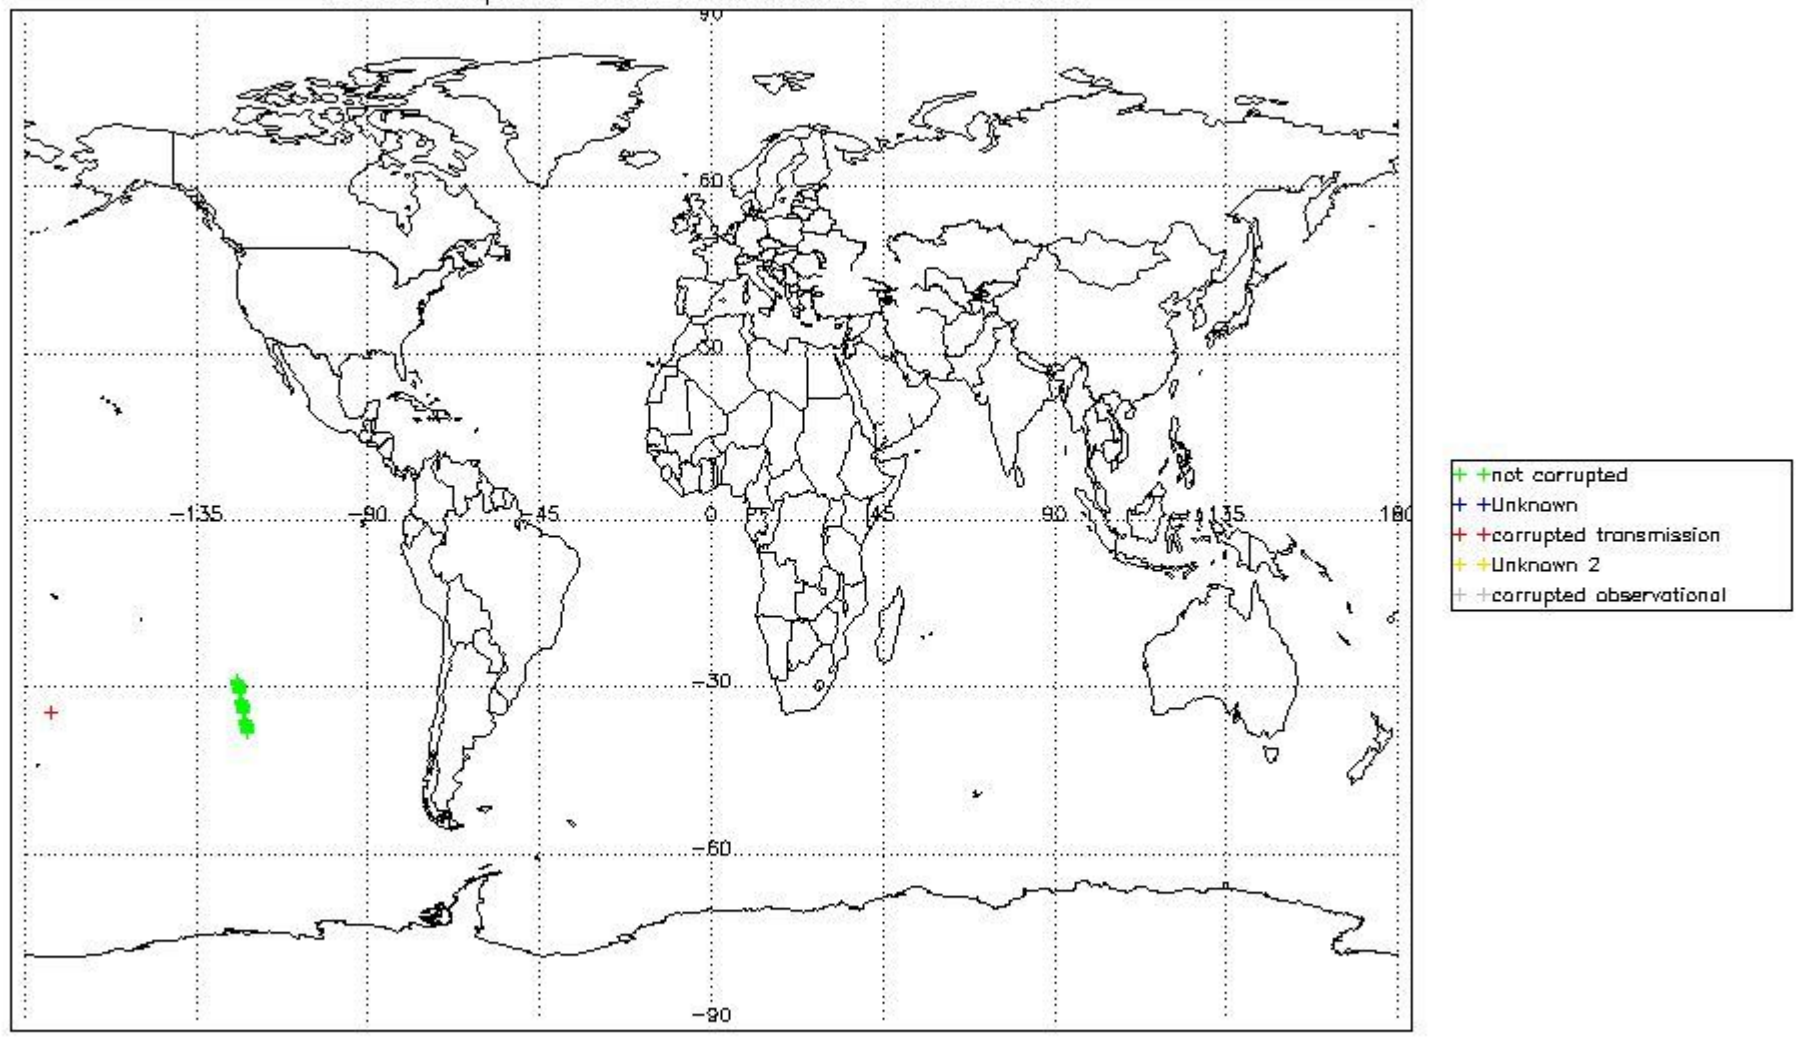 90
60
30
-135
-90
-45
0
45
90
135
180
-30
-60
-90
not corrupted
Unknown
corrupted transmission
Unknown 2
corrupted observational